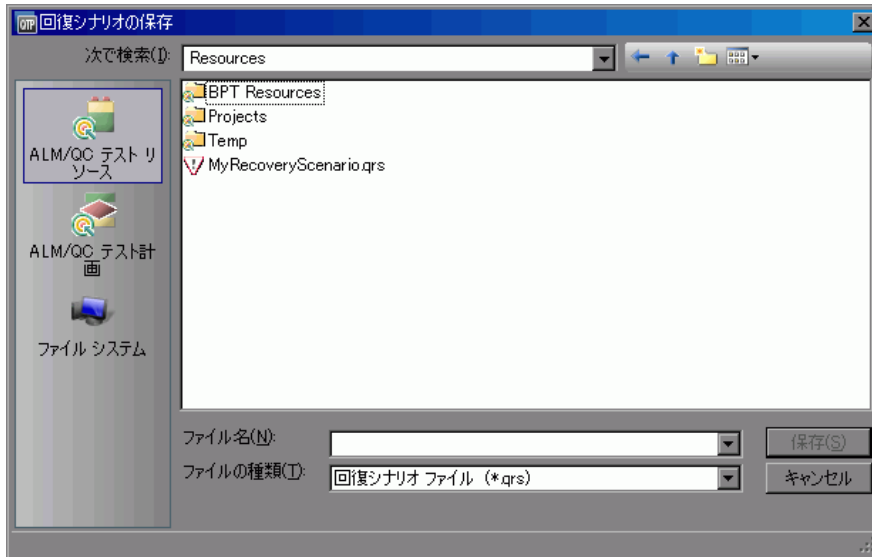 QTP 回復シナリオの保存
次で検索(I):
Resources
ALM/QC テスト リ
ソース
ALM/QC テスト計
画
ファイル システム
BPT Resources
Projects
Temp
MyRecoveryScenario.qrs
ファイル名(N):
保存(S)
ファイルの種類(T):
回復シナリオ ファイル (*qrs)
キャンセル